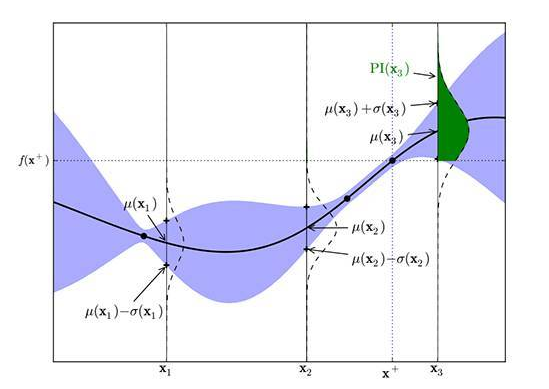 PI(x₃)
μ(x₃)+σ(x₃)
μ(x₃)
f(x⁺)
μ(x₁)
μ(x₂)
μ(x₂)−σ(x₂)
μ(x₁)−σ(x₁)
x₁ x₂ x⁺ x₃